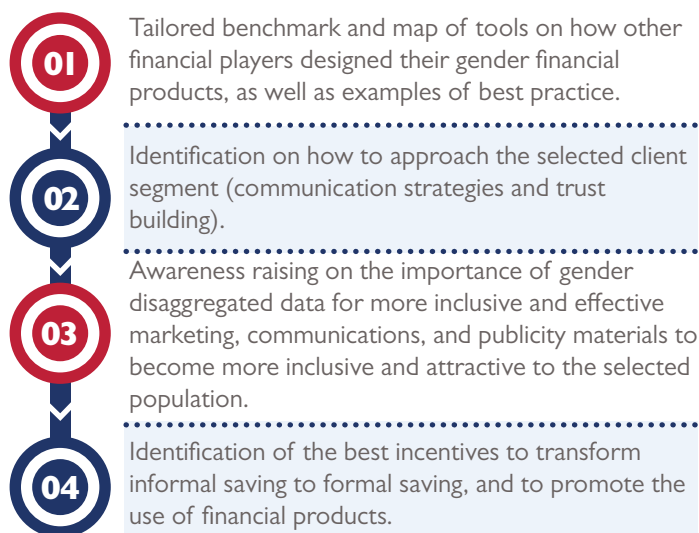 01
Tailored benchmark and map of tools on how other
financial players designed their gender financial
products, as well as examples of best practice.
02
Identification on how to approach the selected client
segment (communication strategies and trust
building).
03
Awareness raising on the importance of gender
disaggregated data for more inclusive and effective
marketing, communications, and publicity materials to
become more inclusive and attractive to the selected
population.
04
Identification of the best incentives to transform
informal saving to formal saving, and to promote the
use of financial products.